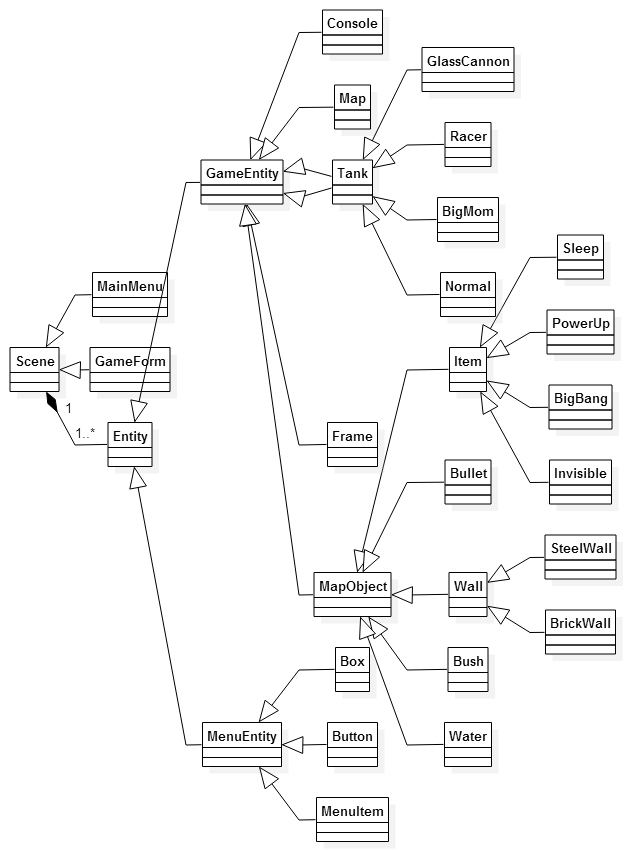 Console
GlassCannon
Map
Racer
GameEntity
Tank
BigMom
Sleep
MainMenu
Normal
PowerUp
Scene
GameForm
Item
BigBang
1
1..*
Entity
Frame
Bullet
Invisible
SteelWall
MapObject
Wall
BrickWall
Box
Bush
MenuEntity
Button
Water
MenuItem